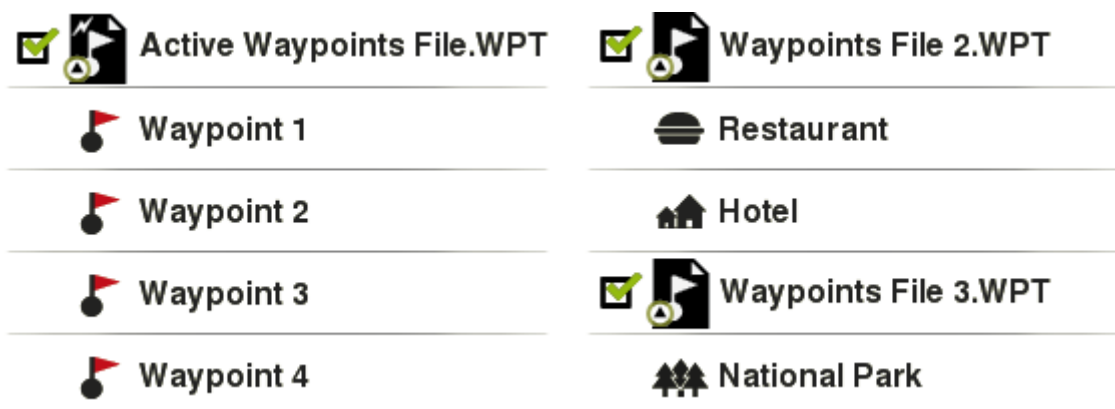 Active Waypoints File.WPT
Waypoint 1
Waypoint 2
Waypoint 3
Waypoint 4
Waypoints File 2.WPT
Restaurant
Hotel
Waypoints File 3.WPT
National Park